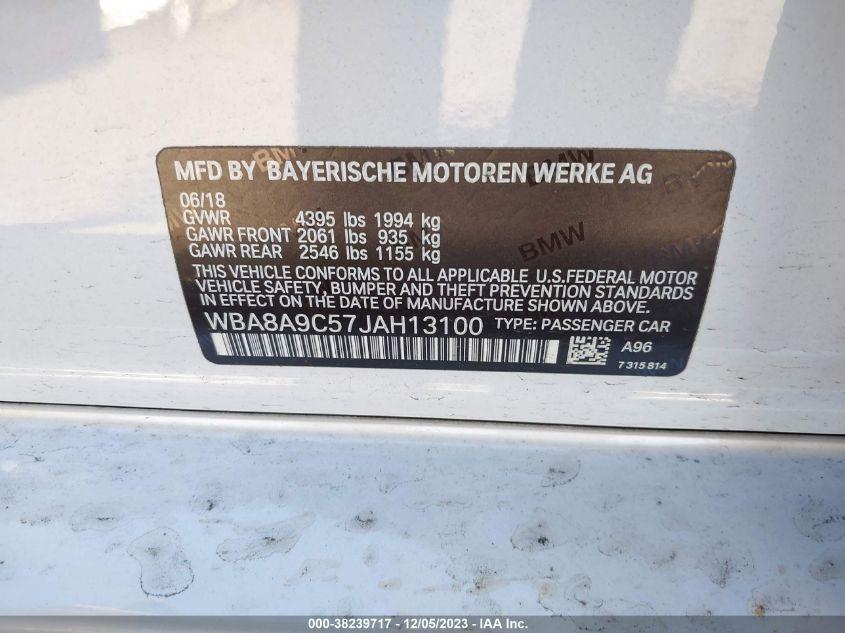 MFD BY BAYERISCHE MOTOREN WERKE AG
06/18
GVWR 4395 lbs 1994 kg
GAWR FRONT 2061 lbs 935 kg
GAWR REAR 2546 lbs 1155 kg
THIS VEHICLE CONFORMS TO ALL APPLICABLE U.S.FEDERAL MOTOR
VEHICLE SAFETY, BUMPER AND THEFT PREVENTION STANDARDS
IN EFFECT ON THE DATE OF MANUFACTURE SHOWN ABOVE.
WBA8A9C57JAH13100 TYPE: PASSENGER CAR
A96
7 315 814
BMW
000-38239717 - 12/05/2023 - © IAA Inc.